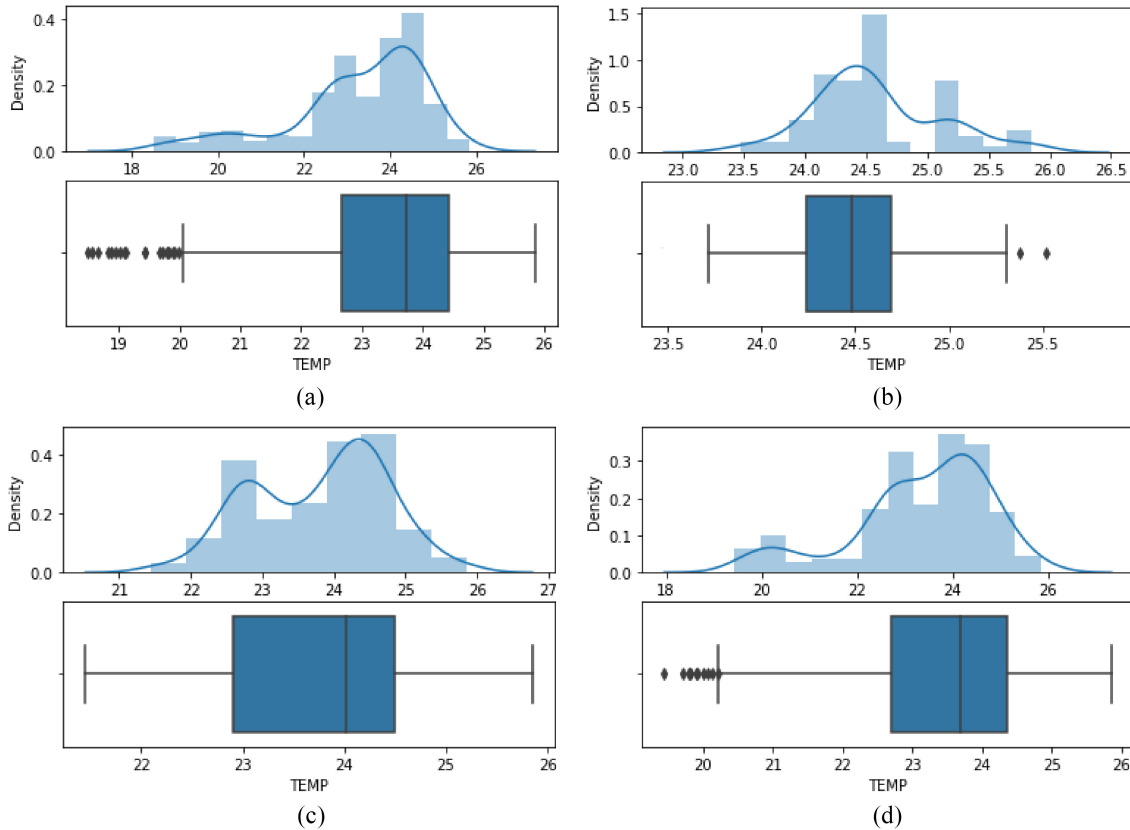 Density
0.4
0.2
0.0
18 20 22 24 26
19 20 21 22 23 24 25 26
TEMP
(a)
Density
1.5
1.0
0.5
0.0
23.0 23.5 24.0 24.5 25.0 25.5 26.0 26.5
23.5 24.0 24.5 25.0 25.5
TEMP
(b)
Density
0.4
0.2
0.0
21 22 23 24 25 26 27
22 23 24 25 26
TEMP
(c)
Density
0.3
0.2
0.1
0.0
18 20 22 24 26
20 21 22 23 24 25 26
TEMP
(d)